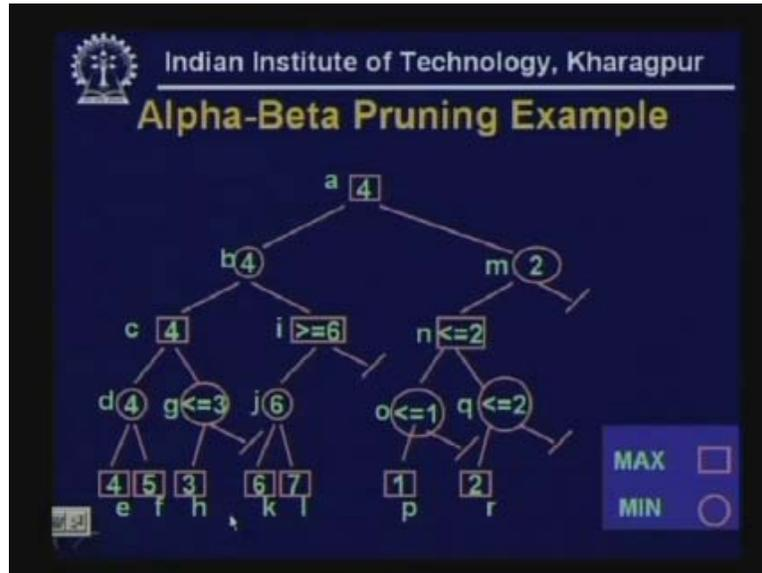 Indian Institute of Technology, Kharagpur
Alpha-Beta Pruning Example
a 4
b 4 m 2
c 4 i >=6 n <=2
d 4 g <=3 j 6 o <=1 q <=2
4 5 3 6 7 1 2
e f h k l p r
MAX
MIN